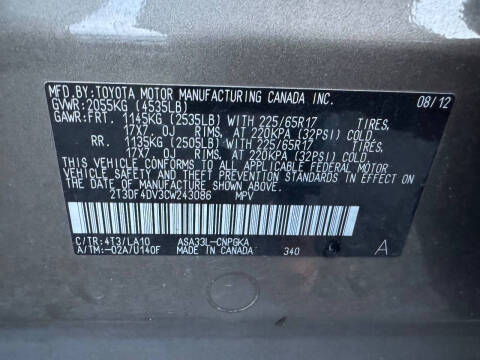 MFD.BY:TOYOTA MOTOR MANUFACTURING CANADA INC. 08/12
GVWR:2055KG (4535LB)
GAWR:FRT. 1145KG (2535LB) WITH 225/65R17 TIRES,
17X7 OJ RIMS, AT 220KPA (32PSI) COLD.
RR. 1135KG (2505LB) WITH 225/65R17 TIRES,
17X7 OJ RIMS, AT 220KPA (32PSI) COLD.
THIS VEHICLE CONFORMS TO ALL APPLICABLE FEDERAL MOTOR
VEHICLE SAFETY AND THEFT PREVENTION STANDARDS IN EFFECT
ON THE DATE OF MANUFACTURE SHOWN ABOVE.
2T3DF4DV3CW243086 MPV
C/TR:4T3/LA10 ASA33L-CNPGKA
A/TM:-02A/U140F MADE IN CANADA 340 A